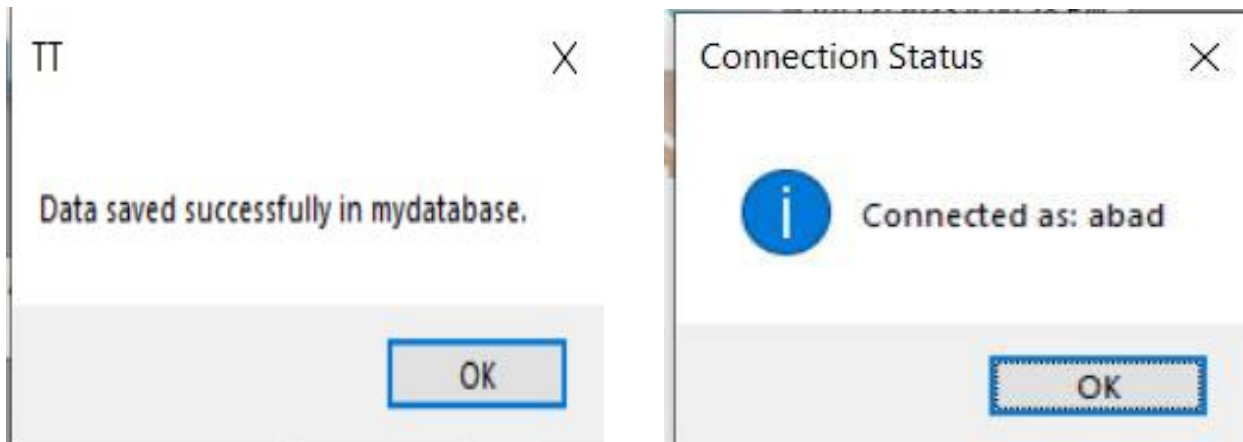 TT
Data saved successfully in mydatabase.
OK
Connection Status
Connected as: abad
OK